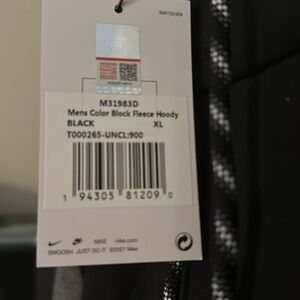 M31983D
Mens Color Block Fleece Hoody
BLACK XL
T000265-UNCL:900
1 94305 81209 0
NIKE nike.com
SWOOSH JUST DO IT ©2021 Nike